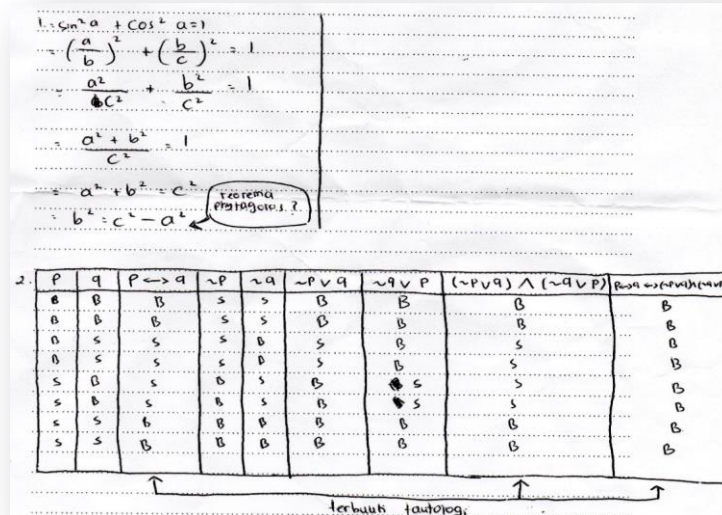 1. sin² a + cos² a = 1
= (a/b)² + (b/c)² = 1
= a²/c² + b²/c² = 1
= (a² + b²)/c² = 1
= a² + b² = c²
= b² = c² - a²
teorema
pythagoras?
2.
P q P ↔ q ~P ~q ~P ∨ q ~q ∨ P (~P ∨ q) ∧ (~q ∨ P) P↔q ↔ (~P∨q)∧(~q∨P)
B B B S S B B B B
B B B S S B B B B
B S S S B S B S B
B S S S B S B S B
S B S B S B S S B
S B S B S B S S B
S S B B B B B B B
S S B B B B B B B
terbukti tautologi